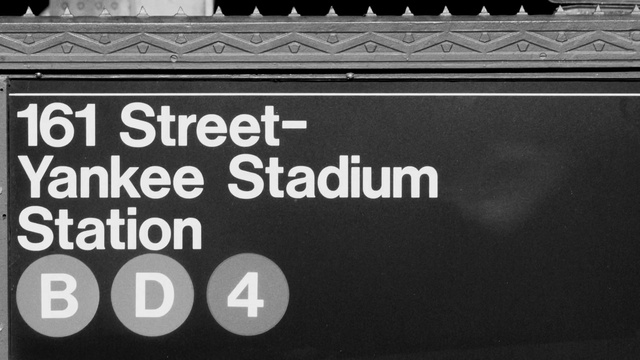 161 Street–
Yankee Stadium
Station
B D 4